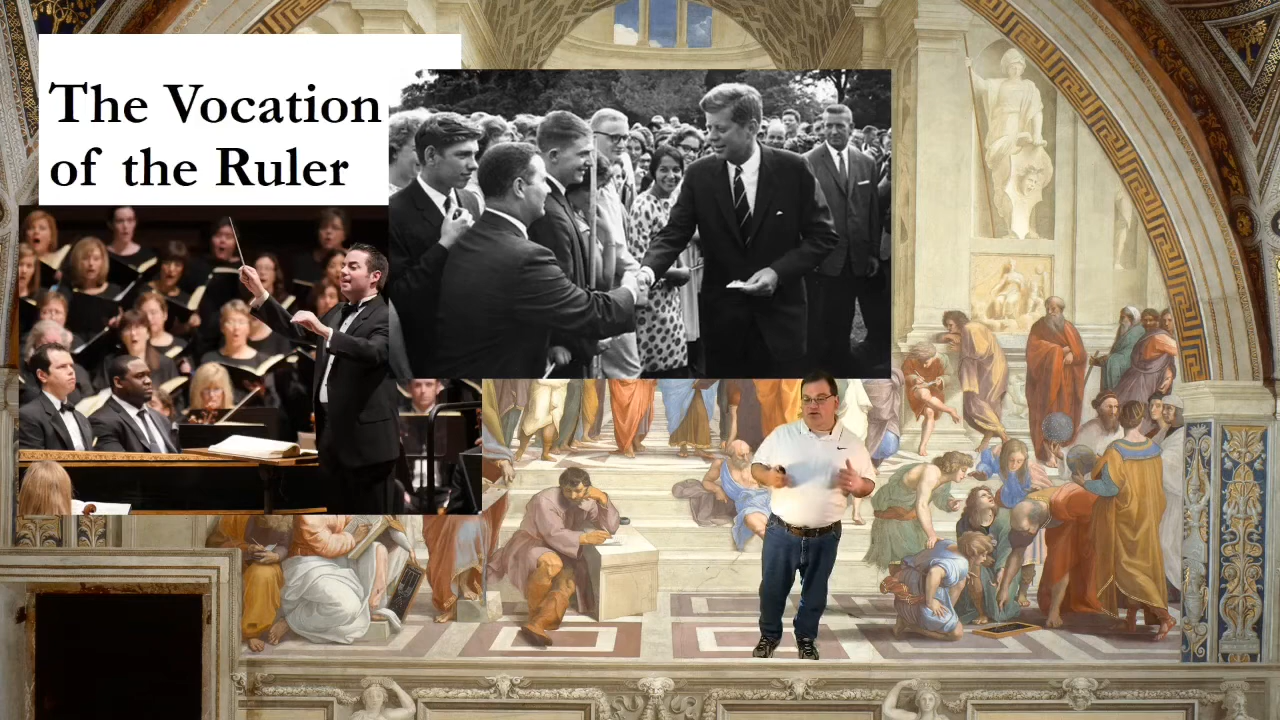 The Vocation
of the Ruler